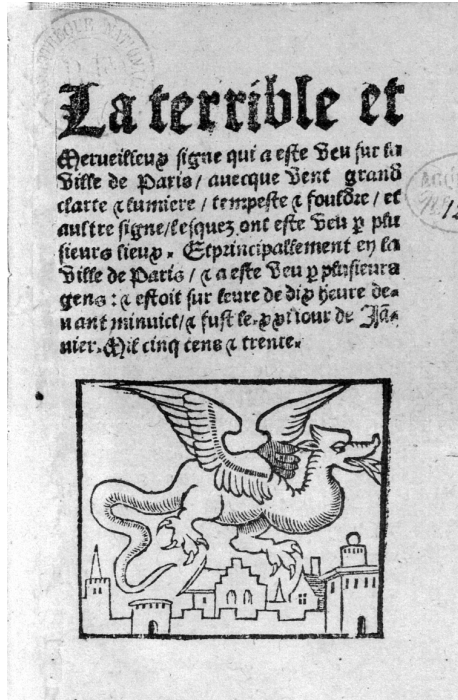 La terrible et
Merueilleux signe qui a este veu sur la
ville de Paris / auecque vent grand
clarte & lumiere / tempeste & fouldre / et
aultre signe / lesquez ont este veu p plu
sieurs lieux. Et principallement en la
ville de Paris / & a este veu p plusieurs
gens : & estoit sur leure de dix heure de-
uant minuict / & fust le. xxi iour de Jã-
uier. Mil cinq cens & trente.